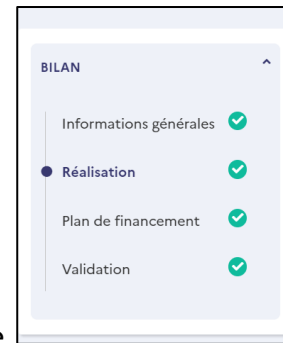 BILAN
Informations générales
Réalisation
Plan de financement
Validation